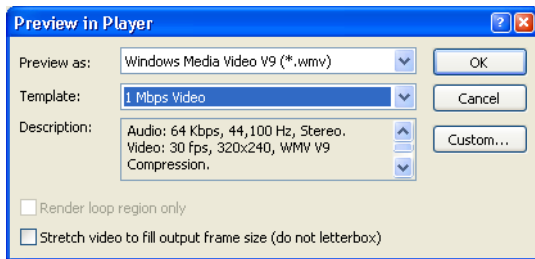 Preview in Player
Preview as: Windows Media Video V9 (*.wmv) OK
Template: 1 Mbps Video Cancel
Description: Audio: 64 Kbps, 44,100 Hz, Stereo. Custom...
Video: 30 fps, 320x240, WMV V9
Compression.
Render loop region only
Stretch video to fill output frame size (do not letterbox)